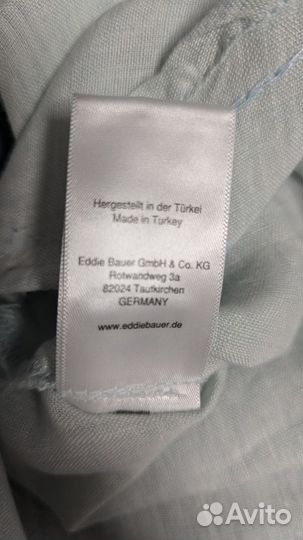 Hergestellt in der Türkei
Made in Turkey
Eddie Bauer GmbH & Co. KG
Rotwandweg 3a
82024 Taufkirchen
GERMANY
www.eddiebauer.de
Avito